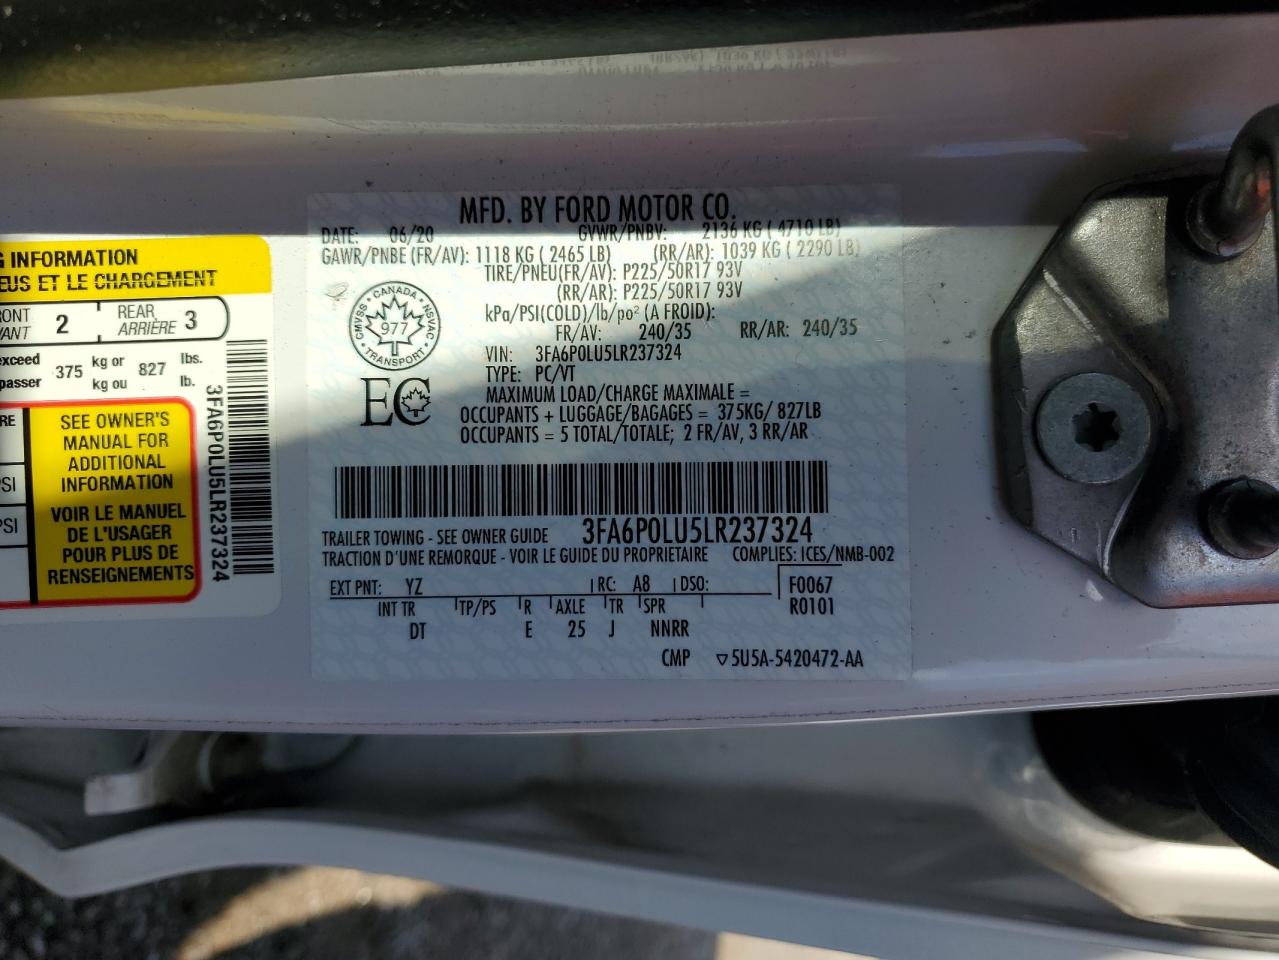 G INFORMATION
EUS ET LE CHARGEMENT
RONT
VANT 2
REAR
ARRIÈRE 3
exceed
passer 375 kg or
kg ou 827 lbs.
lb.
RE
SEE OWNER'S
MANUAL FOR
ADDITIONAL
INFORMATION
VOIR LE MANUEL
DE L'USAGER
POUR PLUS DE
RENSEIGNEMENTS
PSI
PSI
3FA6P0LU5LR237324
MFD. BY FORD MOTOR CO.
DATE: 06/20 GVWR/PNBV: 2136 KG ( 4710 LB)
GAWR/PNBE (FR/AV): 1118 KG ( 2465 LB) (RR/AR): 1039 KG ( 2290 LB)
TIRE/PNEU(FR/AV): P225/50R17 93V
(RR/AR): P225/50R17 93V
kPa/PSI(COLD)/lb/po² (A FROID):
FR/AV: 240/35 RR/AR: 240/35
VIN: 3FA6P0LU5LR237324
TYPE: PC/VT
MAXIMUM LOAD/CHARGE MAXIMALE =
OCCUPANTS + LUGGAGE/BAGAGES = 375KG/ 827LB
OCCUPANTS = 5 TOTAL/TOTALE; 2 FR/AV, 3 RR/AR
CANADA
CMVSS 977 NSVAC
TRANSPORT
EC
3FA6P0LU5LR237324
TRAILER TOWING - SEE OWNER GUIDE
TRACTION D'UNE REMORQUE - VOIR LE GUIDE DU PROPRIETAIRE COMPLIES: ICES/NMB-002
EXT PNT: YZ RC: A8 DSO: F0067
INT TR TP/PS R AXLE TR SPR R0101
DT E 25 J NNRR
CMP ▽5U5A-5420472-AA